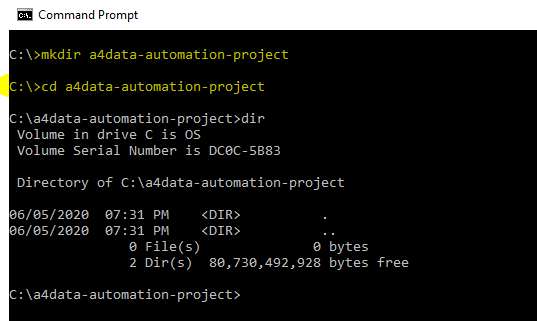 Command Prompt
C:\>mkdir a4data-automation-project
C:\>cd a4data-automation-project
C:\a4data-automation-project>dir
Volume in drive C is OS
Volume Serial Number is DC0C-5B83
Directory of C:\a4data-automation-project
06/05/2020  07:31 PM    <DIR>          .
06/05/2020  07:31 PM    <DIR>          ..
0 File(s)              0 bytes
2 Dir(s)  80,730,492,928 bytes free
C:\a4data-automation-project>